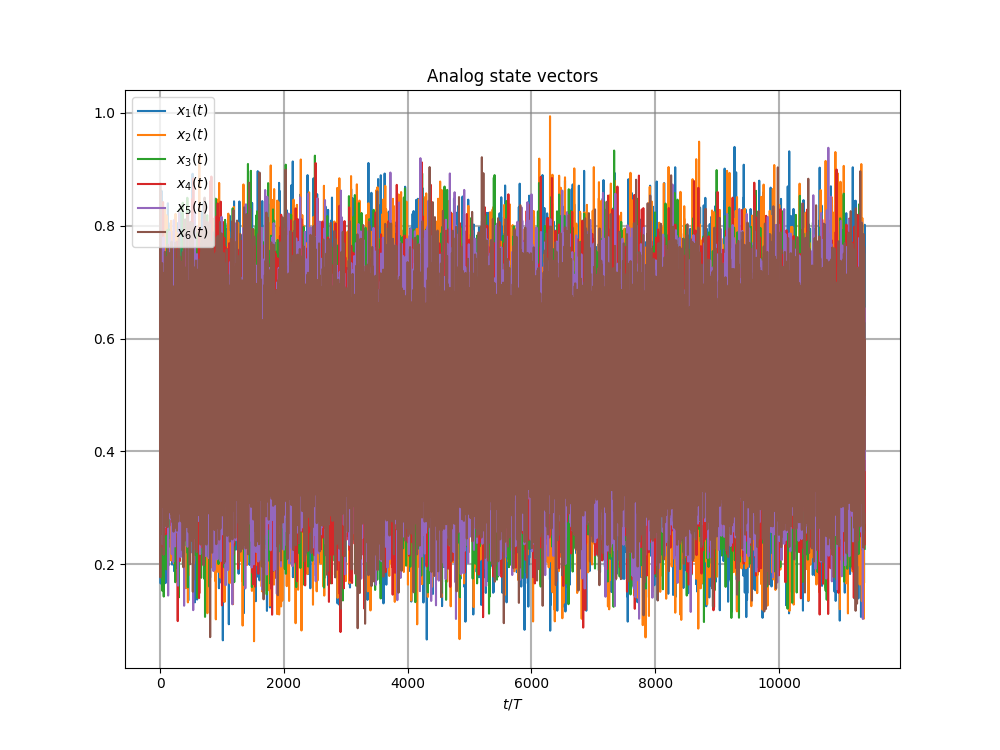 Analog state vectors
1.0
0.8
0.6
0.4
0.2
x₁(t)
x₂(t)
x₃(t)
x₄(t)
x₅(t)
x₆(t)
0 2000 4000 6000 8000 10000
t/T